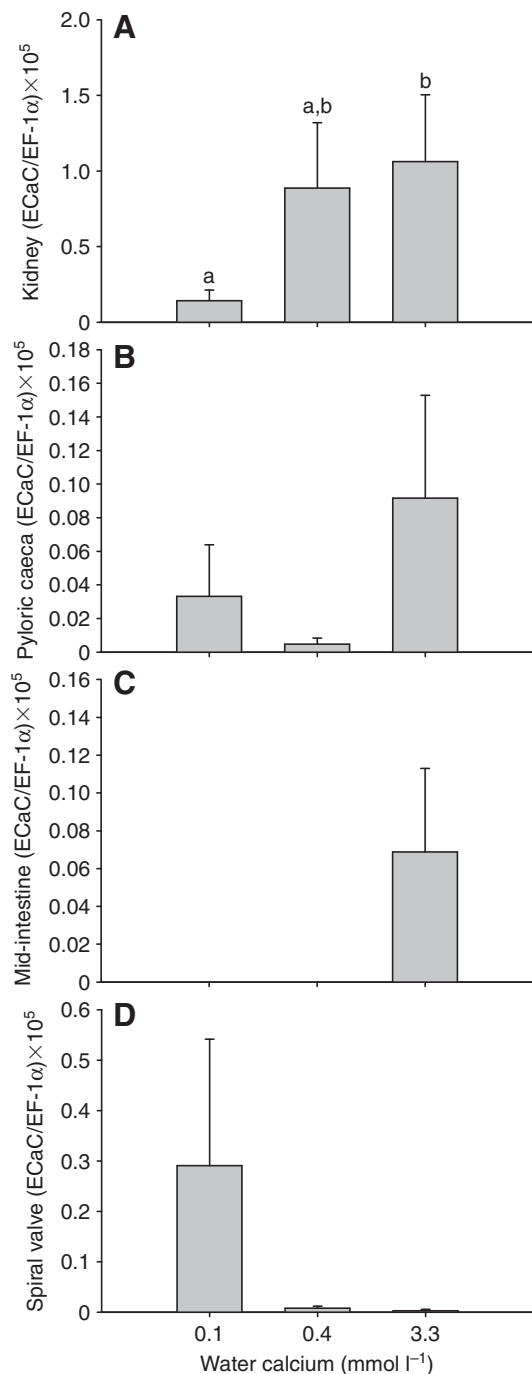 A
Kidney (ECaC/EF-1α)×10⁵
2.0
1.5
1.0
0.5
0
a
a,b
b
B
Pyloric caeca (ECaC/EF-1α)×10⁵
0.18
0.16
0.14
0.12
0.10
0.08
0.06
0.04
0.02
0
C
Mid-intestine (ECaC/EF-1α)×10⁵
0.16
0.14
0.12
0.10
0.08
0.06
0.04
0.02
0
D
Spiral valve (ECaC/EF-1α)×10⁵
0.6
0.5
0.4
0.3
0.2
0.1
0
0.1 0.4 3.3
Water calcium (mmol l⁻¹)